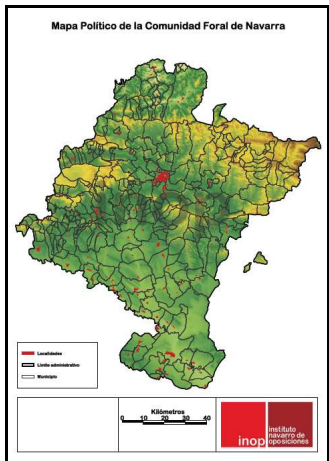 Mapa Político de la Comunidad Foral de Navarra
Localidades
Límite administrativo
Municipio
Kilómetros
0 10 20 30 40
inop
instituto
navarro de
oposiciones